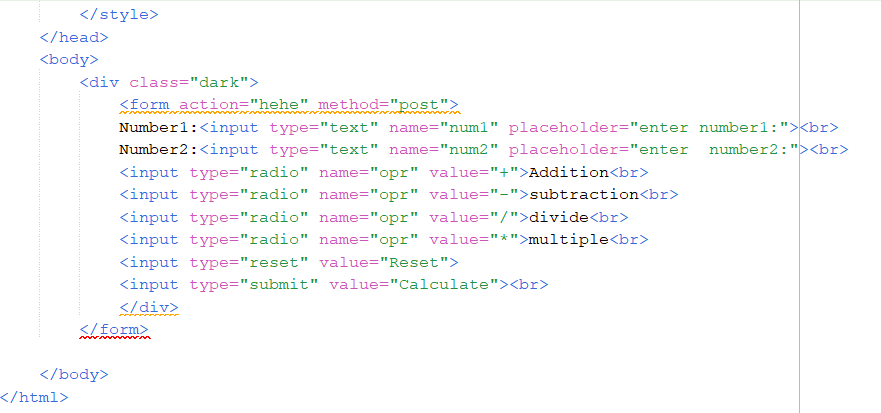 </style>
</head>
<body>
<div class="dark">
<form action="hehe" method="post">
Number1:<input type="text" name="num1" placeholder="enter number1:"><br>
Number2:<input type="text" name="num2" placeholder="enter  number2:"><br>
<input type="radio" name="opr" value="+">Addition<br>
<input type="radio" name="opr" value="-">subtraction<br>
<input type="radio" name="opr" value="/">divide<br>
<input type="radio" name="opr" value="*">multiple<br>
<input type="reset" value="Reset">
<input type="submit" value="Calculate"><br>
</div>
</form>
</body>
</html>